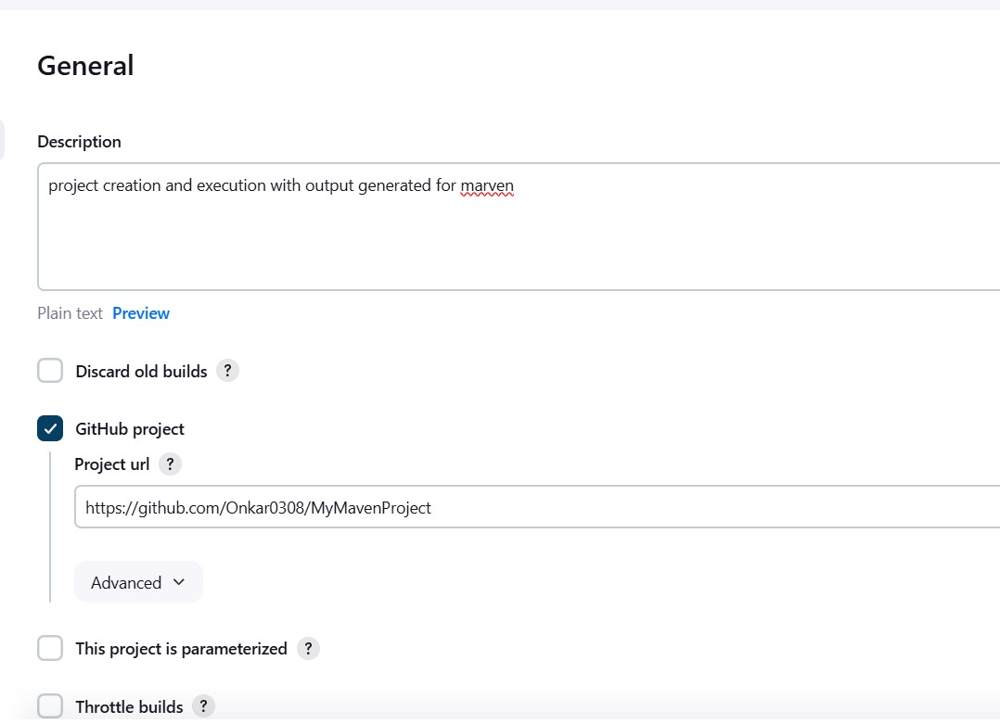 General
Description
project creation and execution with output generated for marven
Plain text Preview
Discard old builds ?
GitHub project
Project url ?
https://github.com/Onkar0308/MyMavenProject
Advanced
This project is parameterized ?
Throttle builds ?